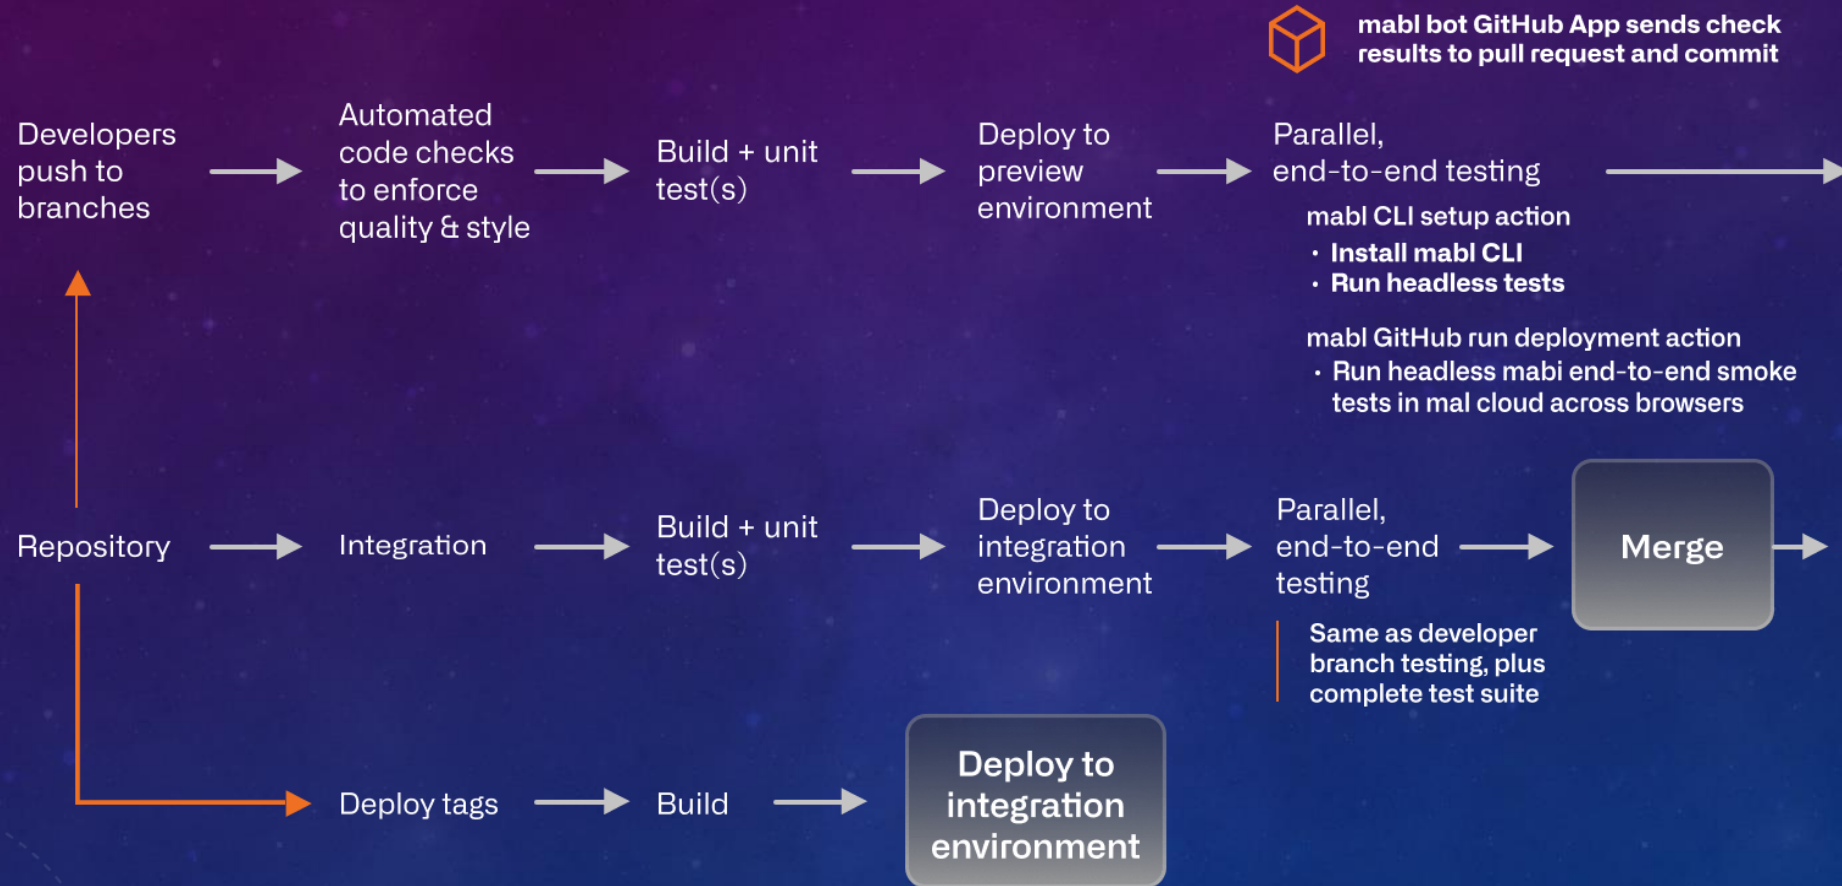 mabl bot GitHub App sends check
results to pull request and commit
Developers
push to
branches
Automated
code checks
to enforce
quality & style
Build + unit
test(s)
Deploy to
preview
environment
Parallel,
end-to-end testing
mabl CLI setup action
· Install mabl CLI
· Run headless tests
mabl GitHub run deployment action
· Run headless mabi end-to-end smoke
tests in mal cloud across browsers
Repository
Integration
Build + unit
test(s)
Deploy to
integration
environment
Parallel,
end-to-end
testing
Same as developer
branch testing, plus
complete test suite
Merge
Deploy tags
Build
Deploy to
integration
environment